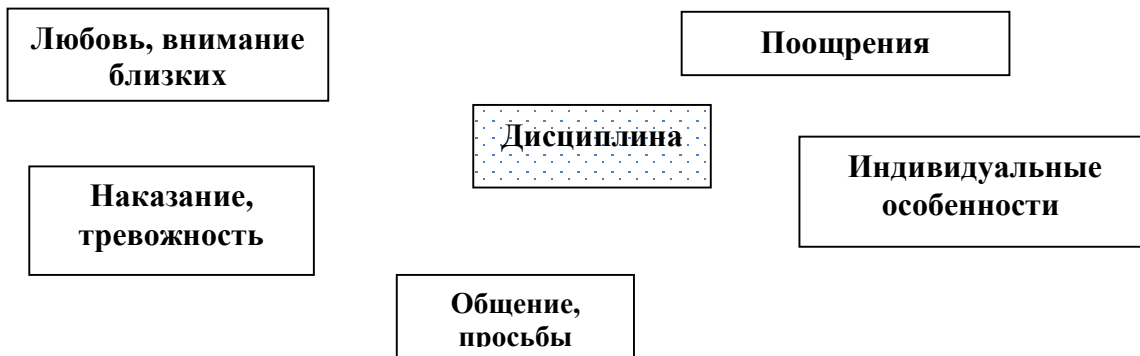 Любовь, внимание
близких
Поощрения
Дисциплина
Наказание,
тревожность
Индивидуальные
особенности
Общение,
просьбы